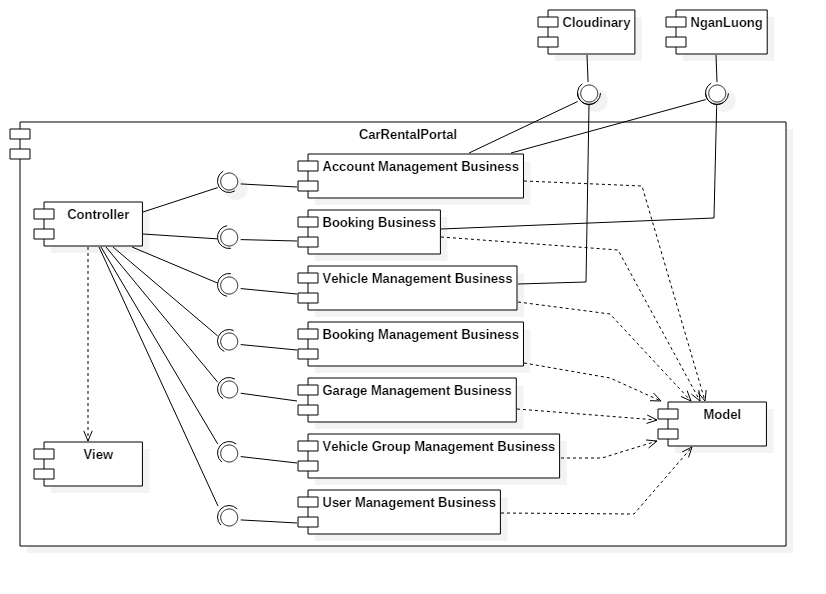 Cloudinary
NganLuong
CarRentalPortal
Account Management Business
Controller
Booking Business
Vehicle Management Business
Booking Management Business
Garage Management Business
Model
Vehicle Group Management Business
View
User Management Business